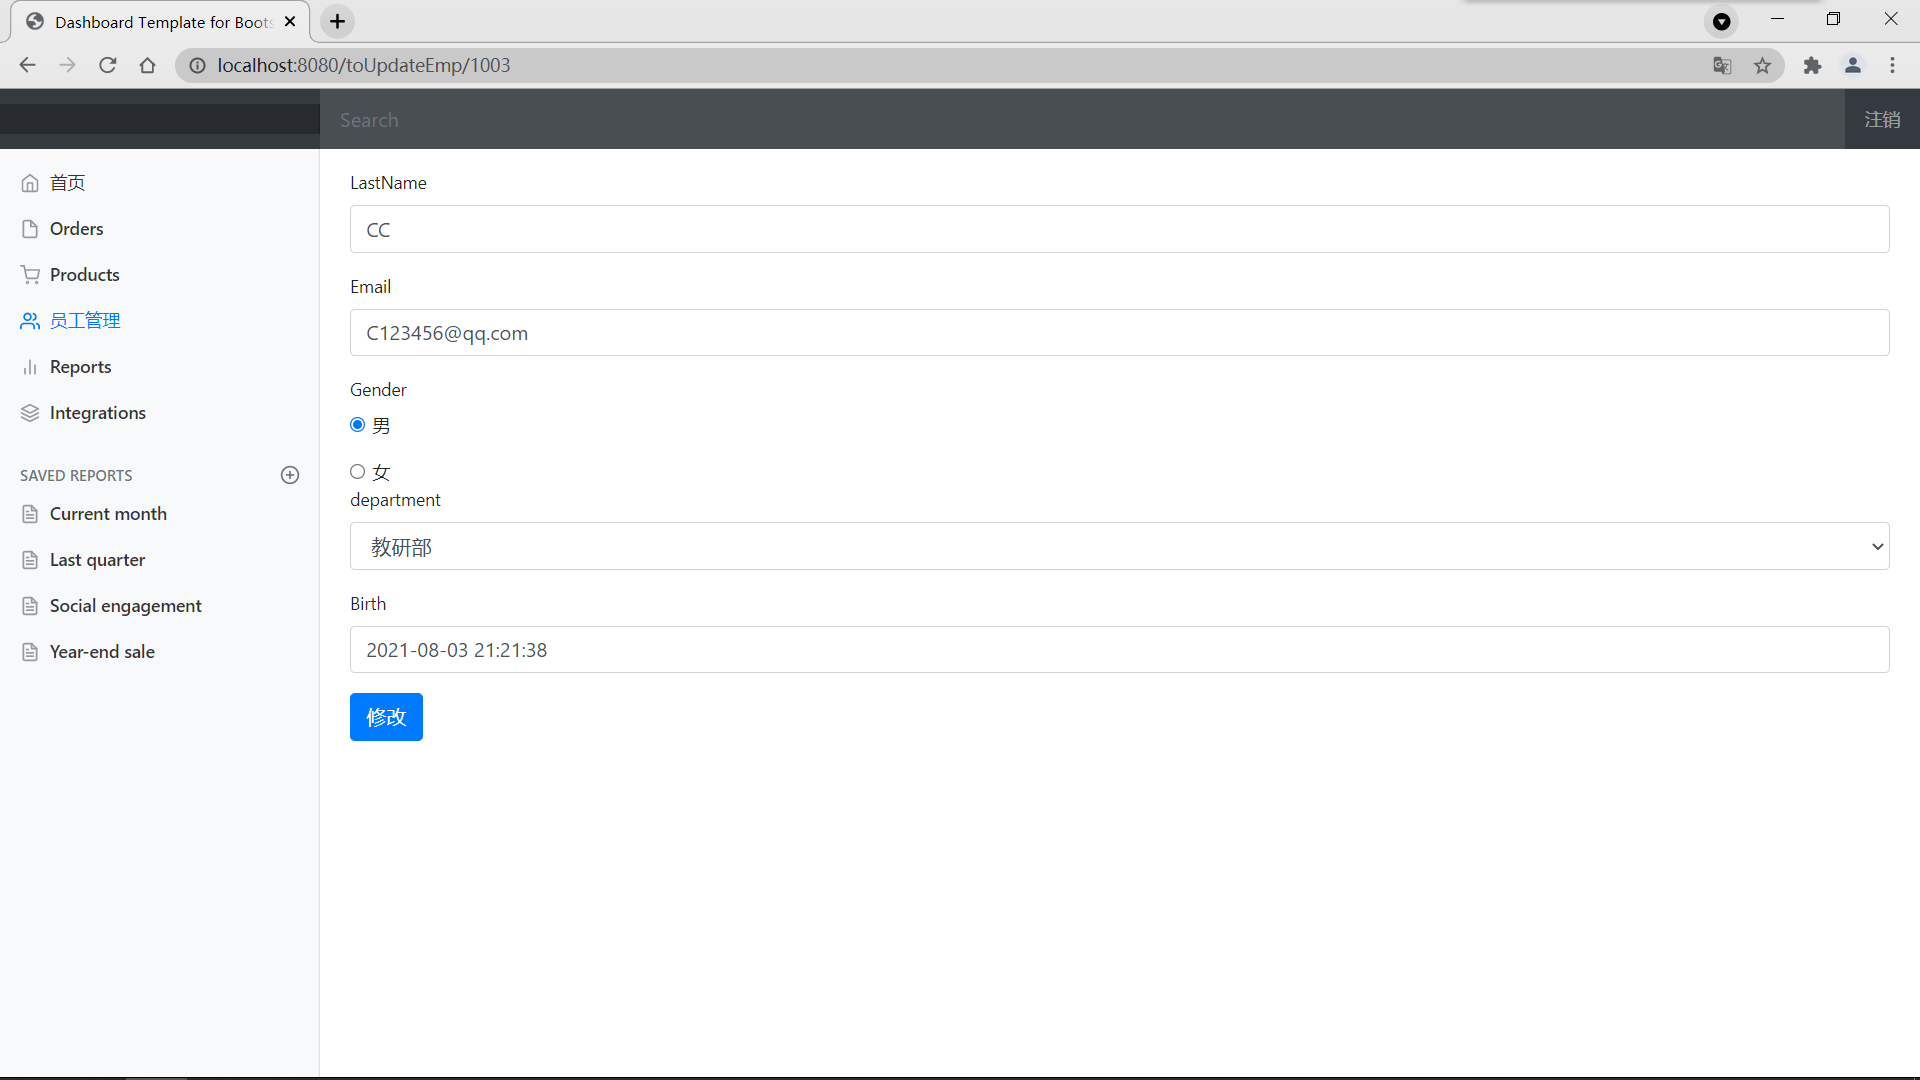 Dashboard Template for Boots
localhost:8080/toUpdateEmp/1003
Search
注销
首页
Orders
Products
员工管理
Reports
Integrations
SAVED REPORTS
Current month
Last quarter
Social engagement
Year-end sale
LastName
CC
Email
C123456@qq.com
Gender
男
女
department
教研部
Birth
2021-08-03 21:21:38
修改